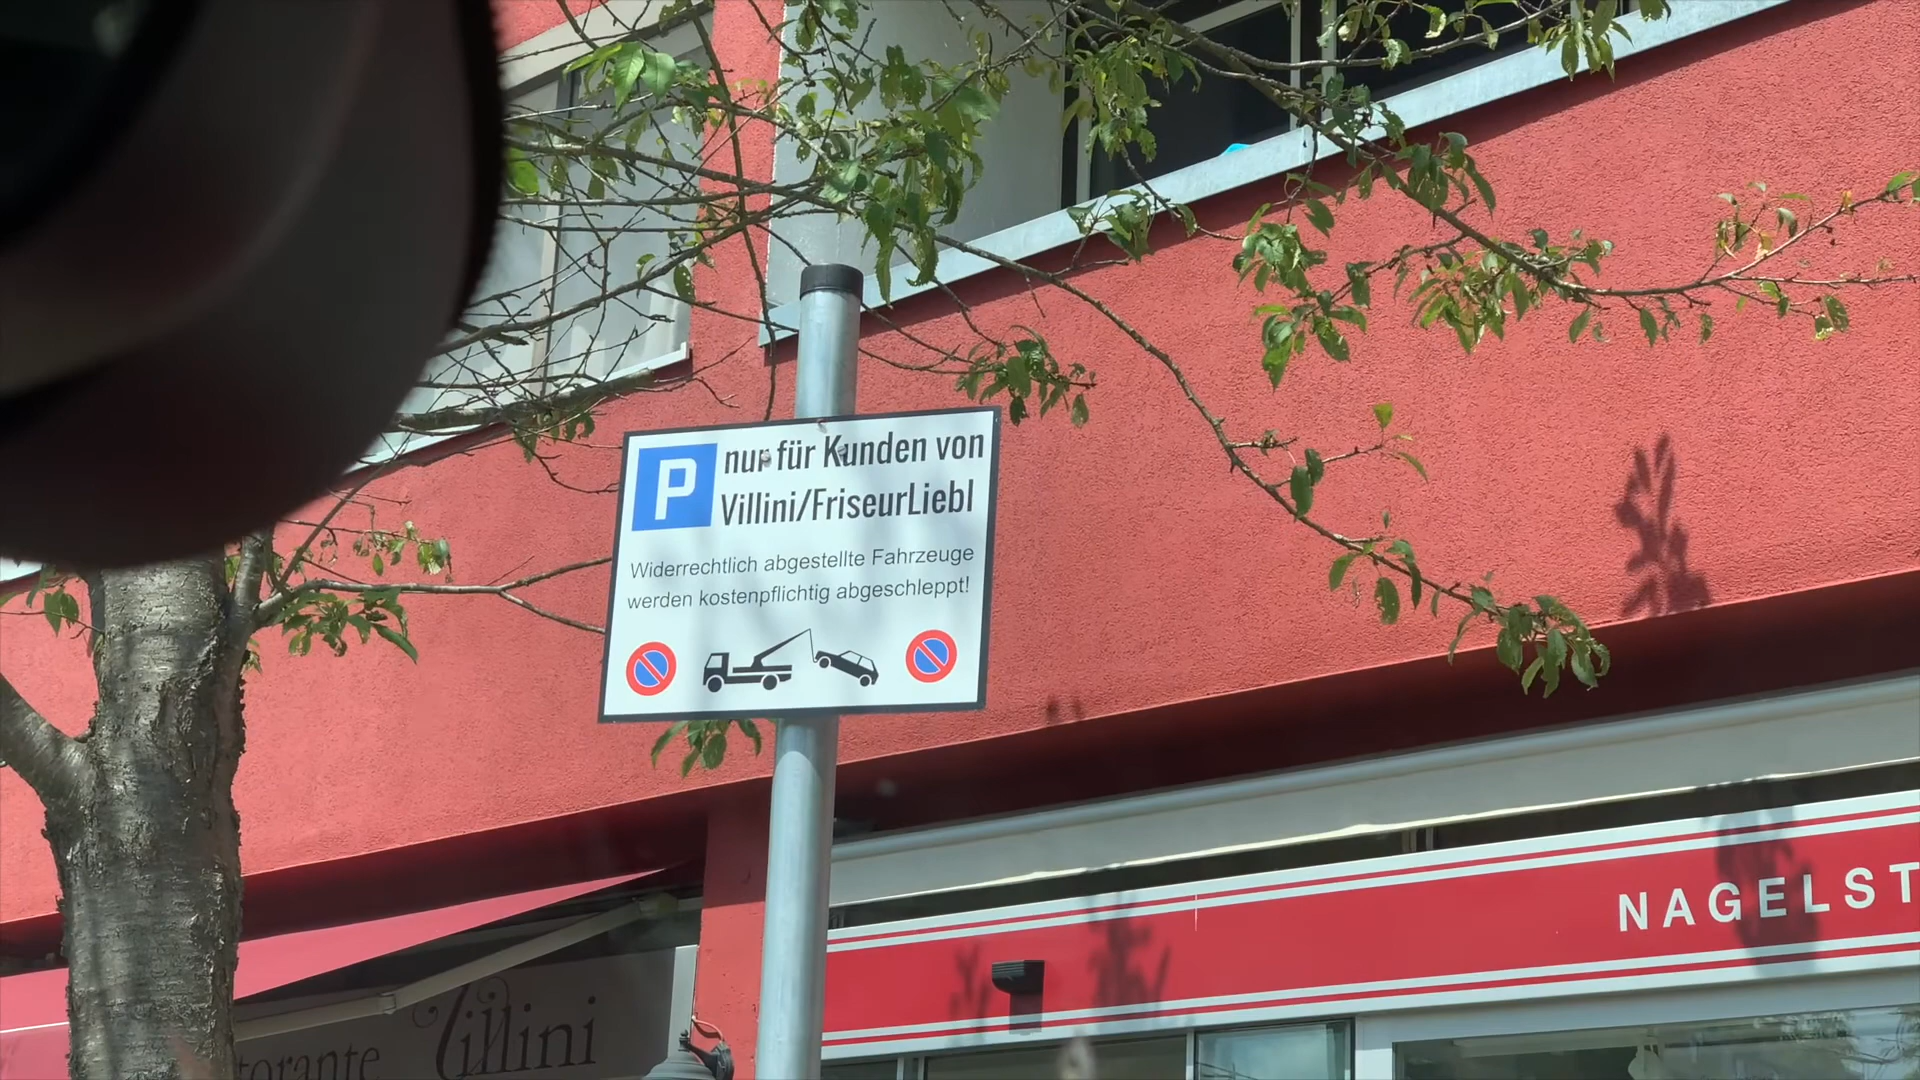 P
nur für Kunden von
Villini/FriseurLiebl
Widerrechtlich abgestellte Fahrzeuge
werden kostenpflichtig abgeschleppt!
NAGELST
torante Villini